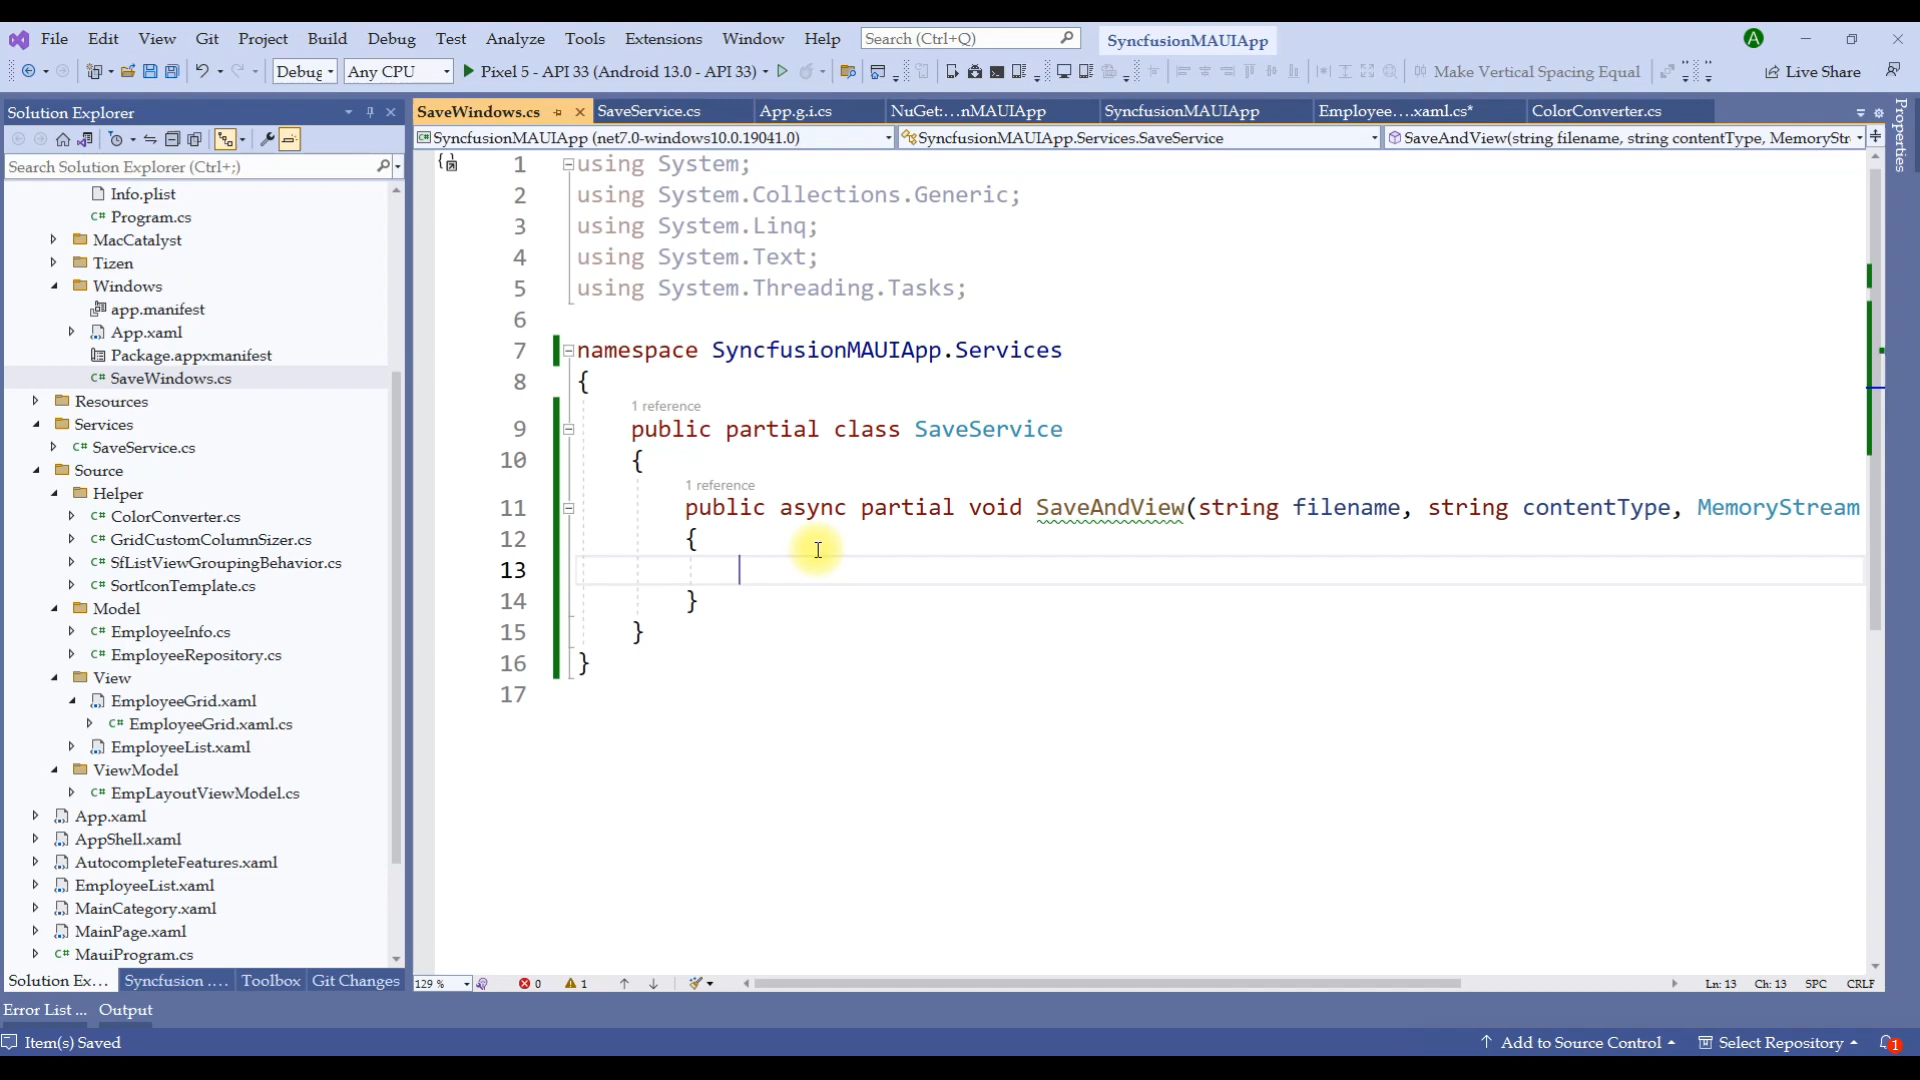 File Edit View Git Project Build Debug Test Analyze Tools Extensions Window Help Search (Ctrl+Q) SyncfusionMAUIApp A
Debug Any CPU Pixel 5 - API 33 (Android 13.0 - API 33) Make Vertical Spacing Equal Live Share
Solution Explorer
Search Solution Explorer (Ctrl+;)
Info.plist
C# Program.cs
MacCatalyst
Tizen
Windows
app.manifest
App.xaml
Package.appxmanifest
C# SaveWindows.cs
Resources
Services
C# SaveService.cs
Source
Helper
C# ColorConverter.cs
C# GridCustomColumnSizer.cs
C# SfListViewGroupingBehavior.cs
C# SortIconTemplate.cs
Model
C# EmployeeInfo.cs
C# EmployeeRepository.cs
View
EmployeeGrid.xaml
C# EmployeeGrid.xaml.cs
EmployeeList.xaml
ViewModel
C# EmpLayoutViewModel.cs
App.xaml
AppShell.xaml
AutocompleteFeatures.xaml
EmployeeList.xaml
MainCategory.xaml
MainPage.xaml
C# MauiProgram.cs
Solution Ex... Syncfusion .... Toolbox Git Changes
SaveWindows.cs SaveService.cs App.g.i.cs NuGet:...nMAUIApp SyncfusionMAUIApp Employee....xaml.cs* ColorConverter.cs
SyncfusionMAUIApp (net7.0-windows10.0.19041.0) SyncfusionMAUIApp.Services.SaveService SaveAndView(string filename, string contentType, MemoryStr
1 using System;
2 using System.Collections.Generic;
3 using System.Linq;
4 using System.Text;
5 using System.Threading.Tasks;
6
7 namespace SyncfusionMAUIApp.Services
8 {
1 reference
9 public partial class SaveService
10 {
1 reference
11 public async partial void SaveAndView(string filename, string contentType, MemoryStream
12 {
13
14 }
15 }
16 }
17
129 % 0 1 Ln: 13 Ch: 13 SPC CRLF
Properties
Error List ... Output
Item(s) Saved Add to Source Control Select Repository 1